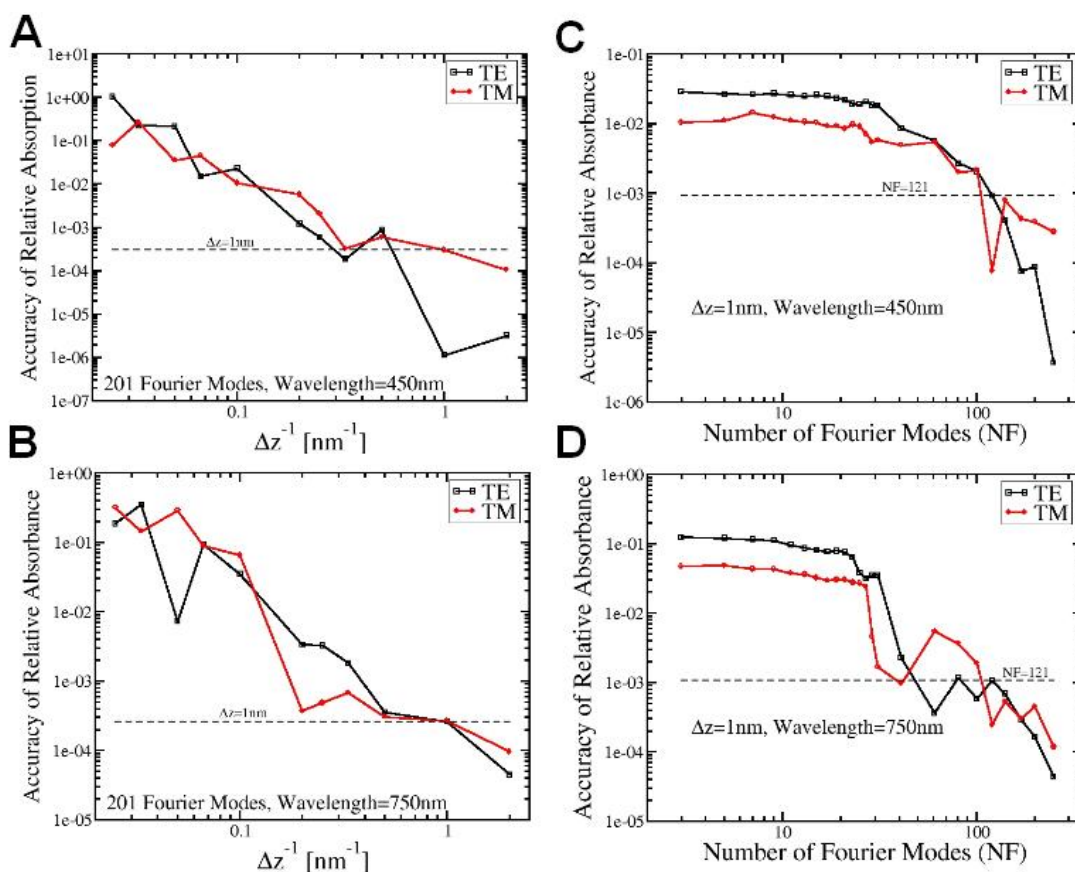 A
Accuracy of Relative Absorption
1e+01
1e+00
1e-01
1e-02
1e-03
1e-04
1e-05
1e-06
1e-07
TE
TM
Δz=1nm
201 Fourier Modes, Wavelength=450nm
0.1
1
Δz⁻¹ [nm⁻¹]
C
Accuracy of Relative Absorbance
1e-01
1e-02
1e-03
1e-04
1e-05
1e-06
TE
TM
NF=121
Δz=1nm, Wavelength=450nm
10
100
Number of Fourier Modes (NF)
B
Accuracy of Relative Absorbance
1e+00
1e-01
1e-02
1e-03
1e-04
1e-05
TE
TM
Δz=1nm
201 Fourier Modes, Wavelength=750nm
0.1
1
Δz⁻¹ [nm⁻¹]
D
Accuracy of Relative Absorbance
1e+00
1e-01
1e-02
1e-03
1e-04
1e-05
TE
TM
NF=121
Δz=1nm, Wavelength=750nm
10
100
Number of Fourier Modes (NF)